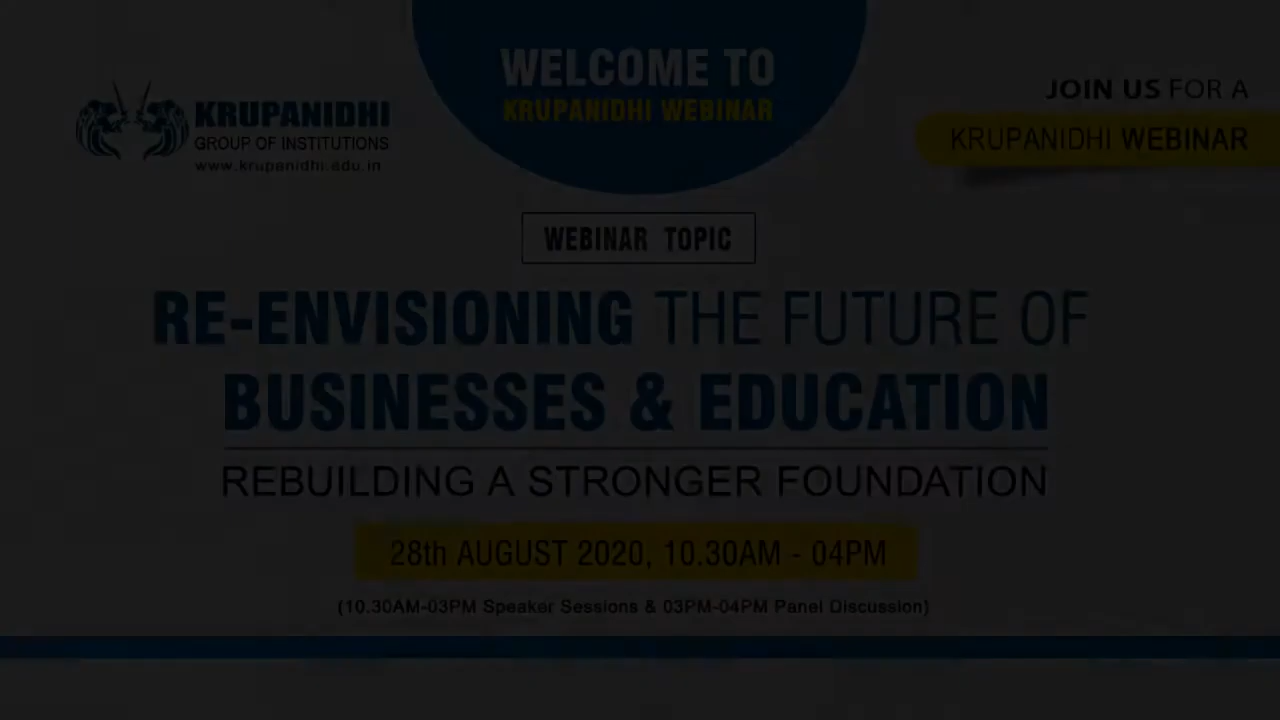 WELCOME TO
KRUPANIDHI WEBINAR
KRUPANIDHI
GROUP OF INSTITUTIONS
www.krupanidhi.edu.in
JOIN US FOR A
KRUPANIDHI WEBINAR
WEBINAR TOPIC
RE-ENVISIONING THE FUTURE OF
BUSINESSES & EDUCATION
REBUILDING A STRONGER FOUNDATION
28th AUGUST 2020, 10.30AM - 04PM
(10.30AM-03PM Speaker Sessions & 03PM-04PM Panel Discussion)